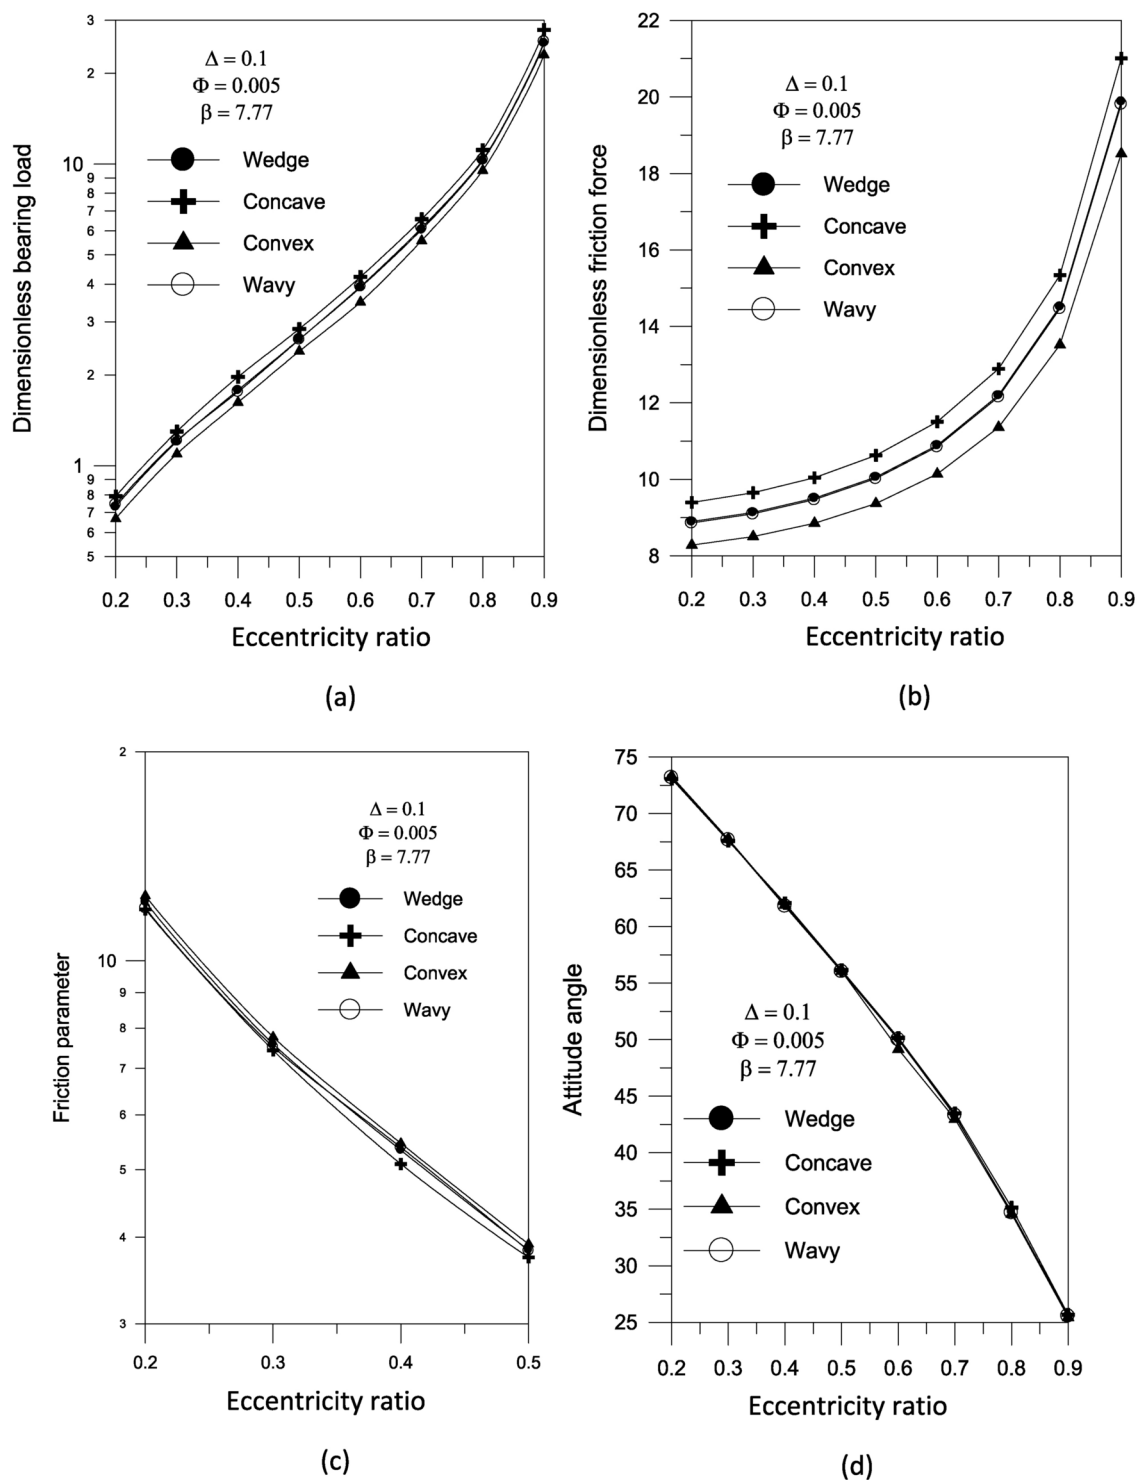 3
2
10
9
8
7
6
5
4
3
2
1
9
8
7
6
5
Dimensionless bearing load
Δ = 0.1
Φ = 0.005
β = 7.77
Wedge
Concave
Convex
Wavy
0.2 0.3 0.4 0.5 0.6 0.7 0.8 0.9
Eccentricity ratio
(a)
22
20
18
16
14
12
10
8
Dimensionless friction force
Δ = 0.1
Φ = 0.005
β = 7.77
Wedge
Concave
Convex
Wavy
0.2 0.3 0.4 0.5 0.6 0.7 0.8 0.9
Eccentricity ratio
(b)
2
10
9
8
7
6
5
4
3
Friction parameter
Δ = 0.1
Φ = 0.005
β = 7.77
Wedge
Concave
Convex
Wavy
0.2 0.3 0.4 0.5
Eccentricity ratio
(c)
75
70
65
60
55
50
45
40
35
30
25
Attitude angle
Δ = 0.1
Φ = 0.005
β = 7.77
Wedge
Concave
Convex
Wavy
0.2 0.3 0.4 0.5 0.6 0.7 0.8 0.9
Eccentricity ratio
(d)